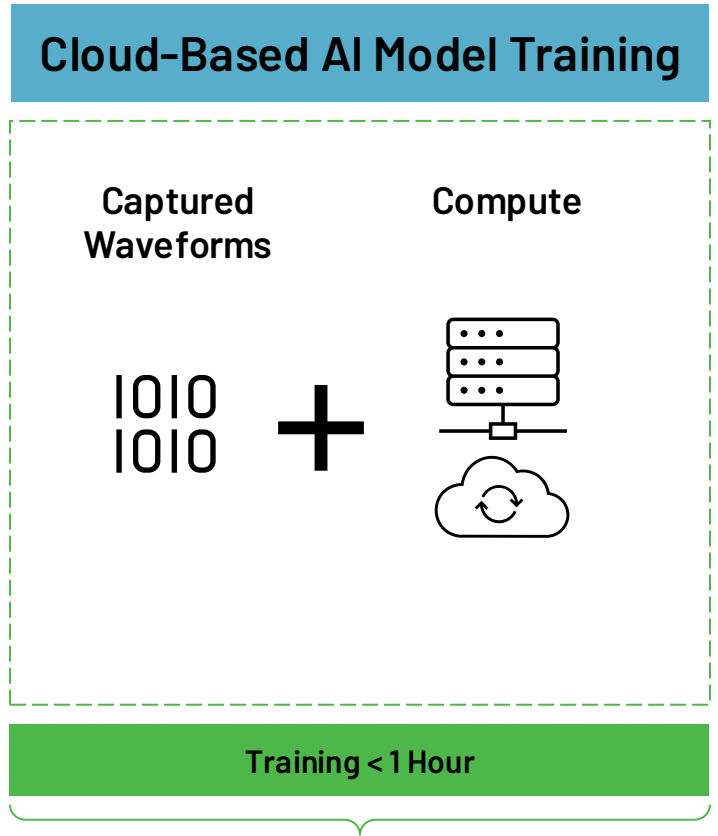 Cloud-Based AI Model Training
Captured
Waveforms
Compute
1010
1010
Training < 1 Hour